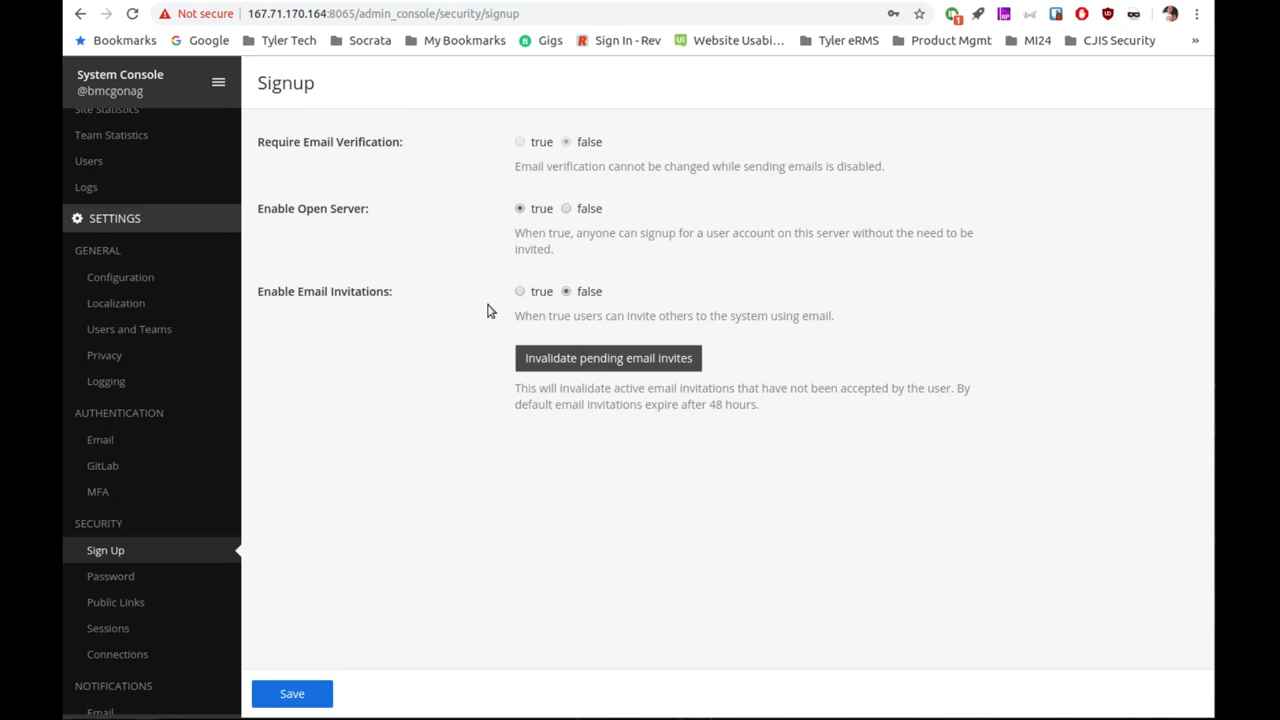 Not secure
167.71.170.164:8065/admin_console/security/signup
1
Bookmarks
Google
Tyler Tech
Socrata
My Bookmarks
Gigs
Sign In - Rev
Website Usabi...
Tyler eRMS
Product Mgmt
MI24
CJIS Security
»
System Console
@bmcgonag
Site Statistics
Team Statistics
Users
Logs
SETTINGS
GENERAL
Configuration
Localization
Users and Teams
Privacy
Logging
AUTHENTICATION
Email
GitLab
MFA
SECURITY
Sign Up
Password
Public Links
Sessions
Connections
NOTIFICATIONS
Email
Signup
Require Email Verification:
true false
Email verification cannot be changed while sending emails is disabled.
Enable Open Server:
true false
When true, anyone can signup for a user account on this server without the need to be
invited.
Enable Email Invitations:
true false
When true users can invite others to the system using email.
Invalidate pending email invites
This will invalidate active email invitations that have not been accepted by the user. By
default email invitations expire after 48 hours.
Save